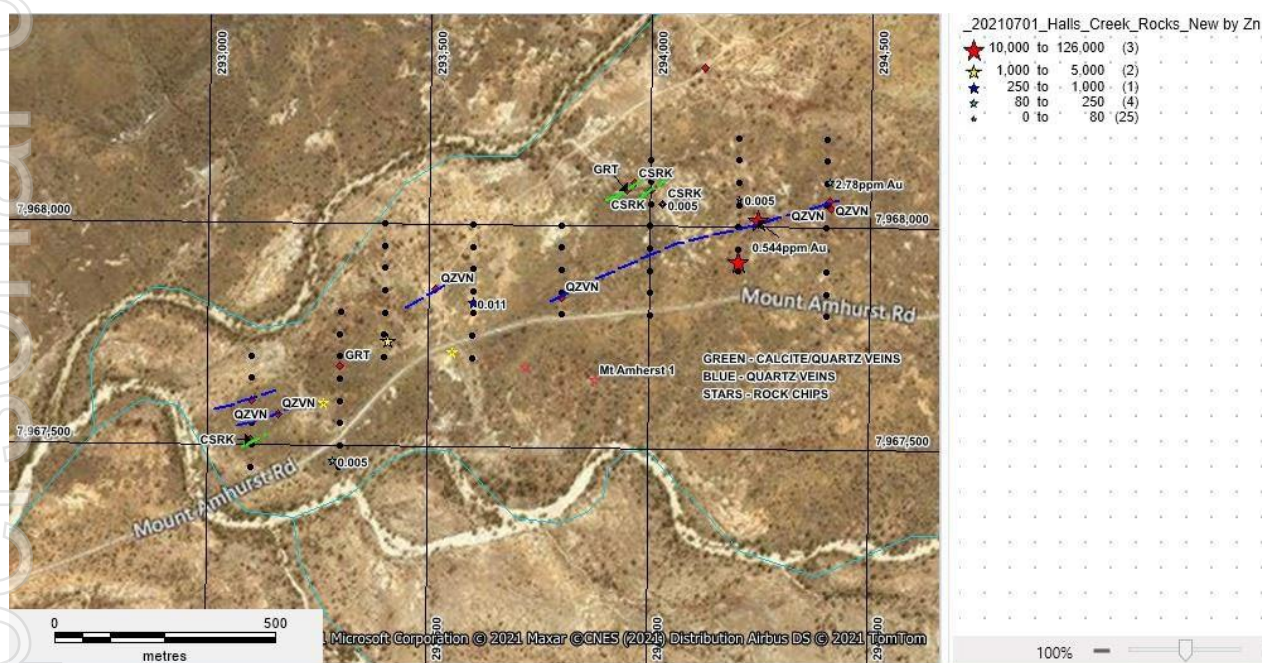 _20210701_Halls_Creek_Rocks_New by Zn
10,000 to 126,000 (3)
1,000 to 5,000 (2)
250 to 1,000 (1)
80 to 250 (4)
0 to 80 (25)
293,000
293,500
294,000
294,500
GRT
CSRK
CSRK
CSRK
0.005
0.005
2.78ppm Au
QZVN
QZVN
7,968,000
7,968,000
0.544ppm Au
QZVN
QZVN
0.011
Mount Amhurst Rd
GRT
Mt Amherst 1
GREEN - CALCITE/QUARTZ VEINS
BLUE - QUARTZ VEINS
STARS - ROCK CHIPS
QZVN
QZVN
CSRK
7,967,500
7,967,500
0.005
Mount Amhurst Rd
0 500
metres
Microsoft Corporation © 2021 Maxar ©CNES (2021) Distribution Airbus DS © 2021 TomTom
100%